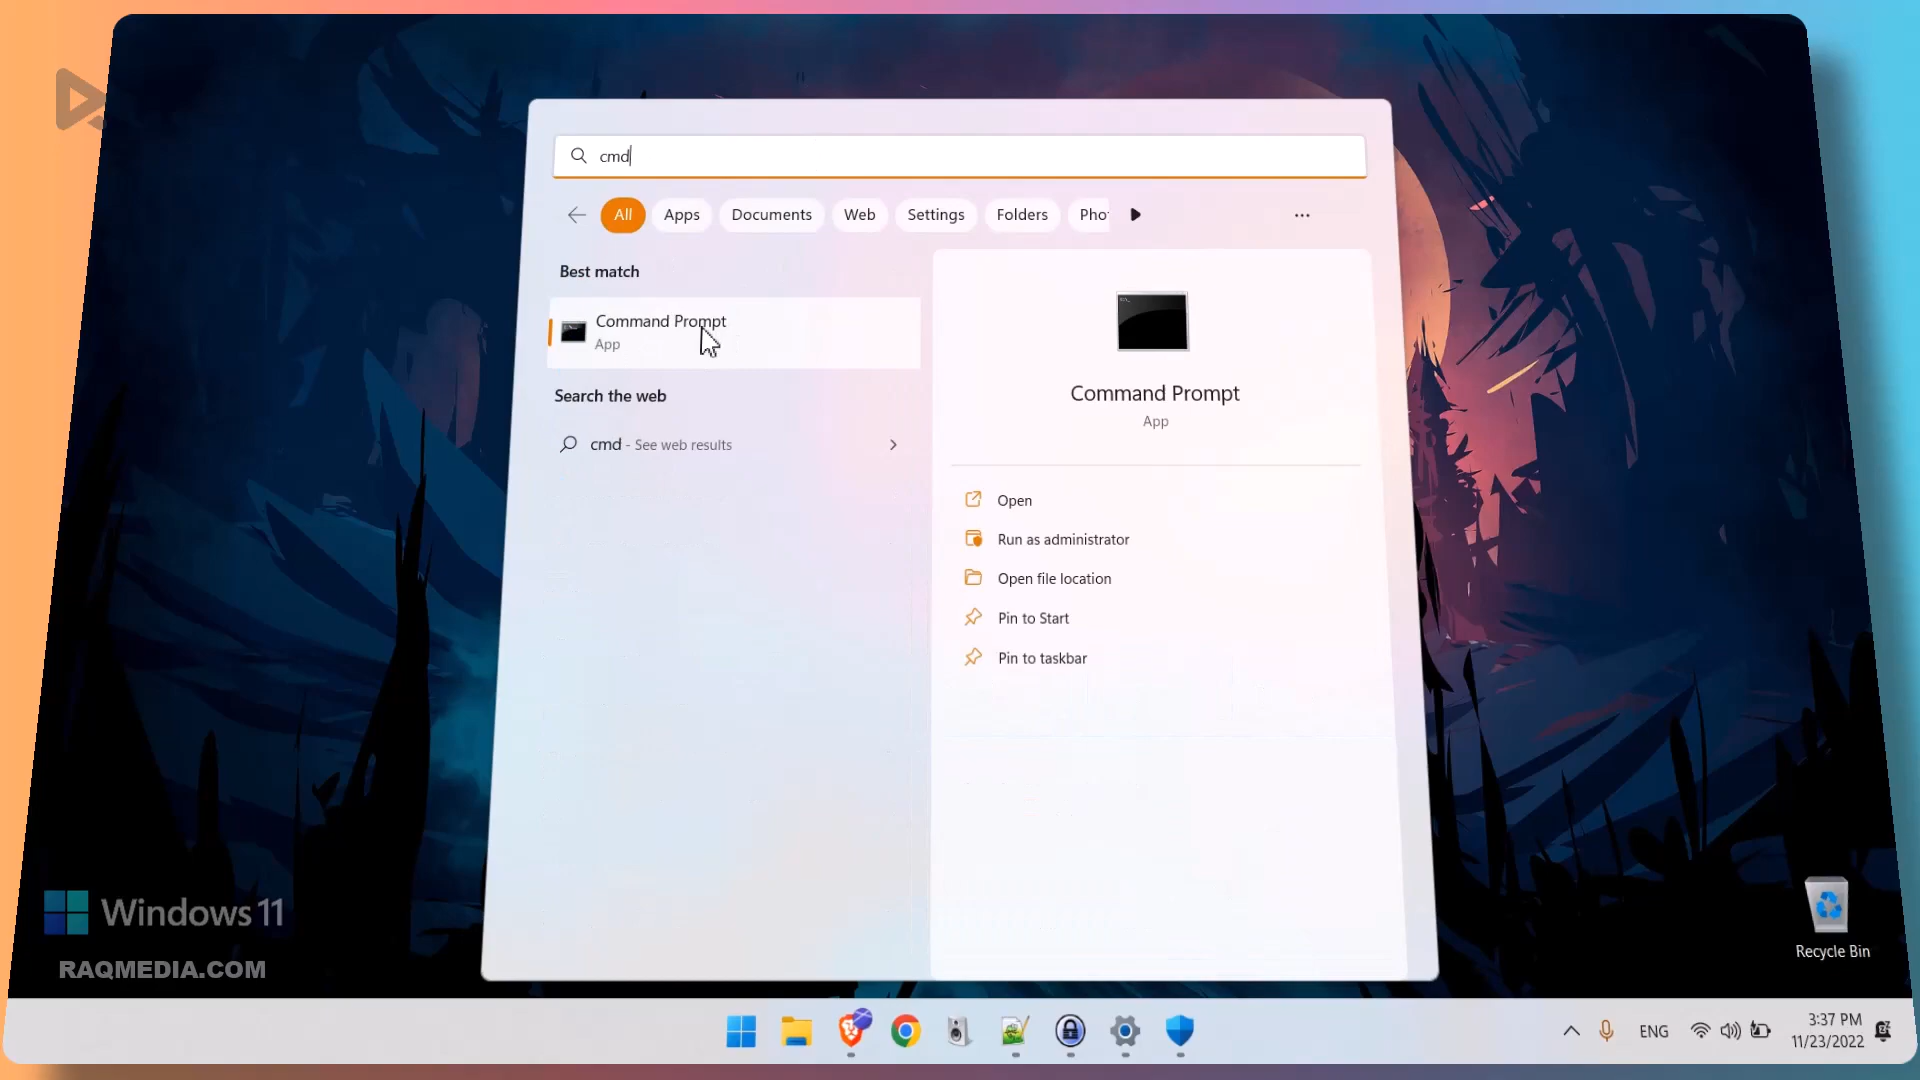 cmd
All Apps Documents Web Settings Folders Pho ...
Best match
Command Prompt
App
Search the web
cmd - See web results
Command Prompt
App
Open
Run as administrator
Open file location
Pin to Start
Pin to taskbar
Windows 11
RAQMEDIA.COM
Recycle Bin
ENG
3:37 PM
11/23/2022